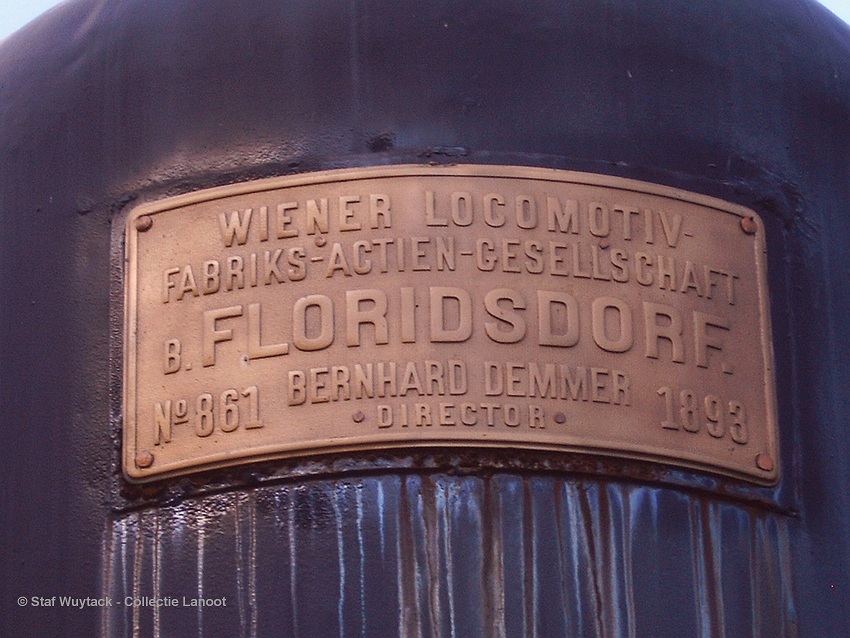 WIENER LOCOMOTIV-
FABRIKS-ACTIEN-GESELLSCHAFT
B. FLORIDSDORF.
Nº 861 BERNHARD DEMMER 1893
• DIRECTOR •
© Staf Wuytack - Collectie Lanoot